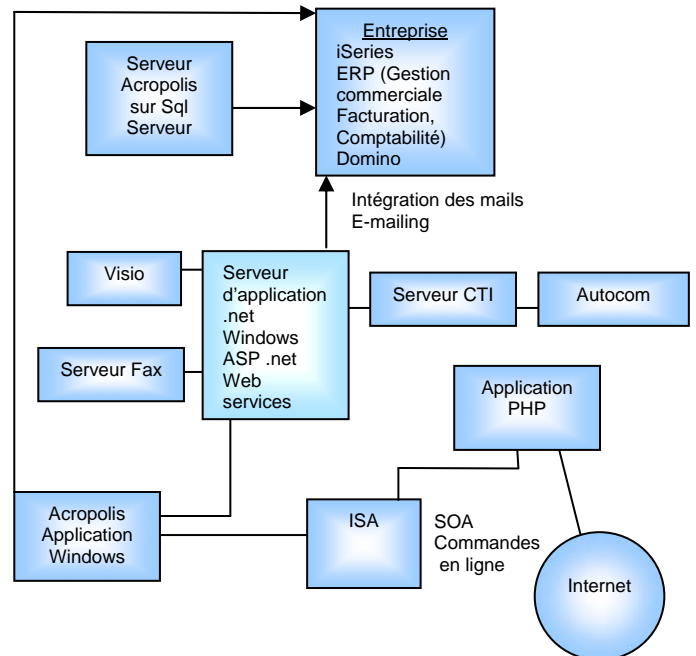 Entreprise
iSeries
ERP (Gestion
commerciale
Facturation,
Comptabilité)
Domino
Serveur
Acropolis
sur Sql
Serveur
Intégration des mails
E-mailing
Visio
Serveur
d'application
.net
Windows
ASP .net
Web
services
Serveur CTI
Autocom
Serveur Fax
Application
PHP
Acropolis
Application
Windows
ISA
SOA
Commandes
en ligne
Internet